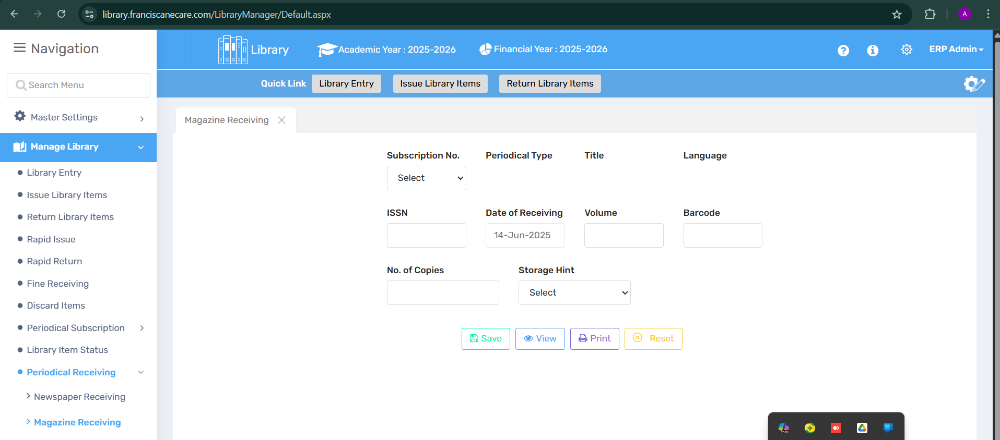 library.franciscanecare.com/LibraryManager/Default.aspx
A
Navigation
Library
Academic Year : 2025-2026
Financial Year : 2025-2026
ERP Admin
Search Menu
Quick Link
Library Entry
Issue Library Items
Return Library Items
Master Settings
Manage Library
Library Entry
Issue Library Items
Return Library Items
Rapid Issue
Rapid Return
Fine Receiving
Discard Items
Periodical Subscription
Library Item Status
Periodical Receiving
Newspaper Receiving
Magazine Receiving
Magazine Receiving
Subscription No.
Periodical Type
Title
Language
Select
ISSN
Date of Receiving
Volume
Barcode
14-Jun-2025
No. of Copies
Storage Hint
Select
Save
View
Print
Reset